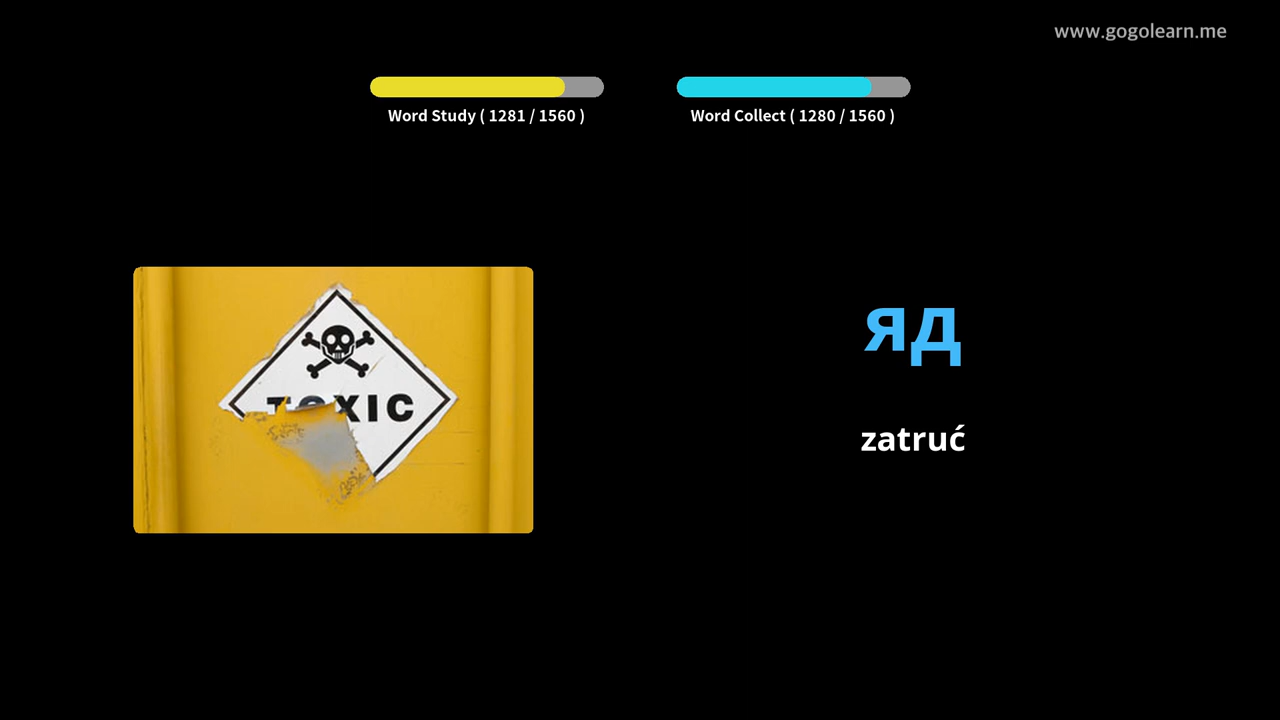 www.gogolearn.me
Word Study ( 1281 / 1560 )
Word Collect ( 1280 / 1560 )
TOXIC
яд
zatruć